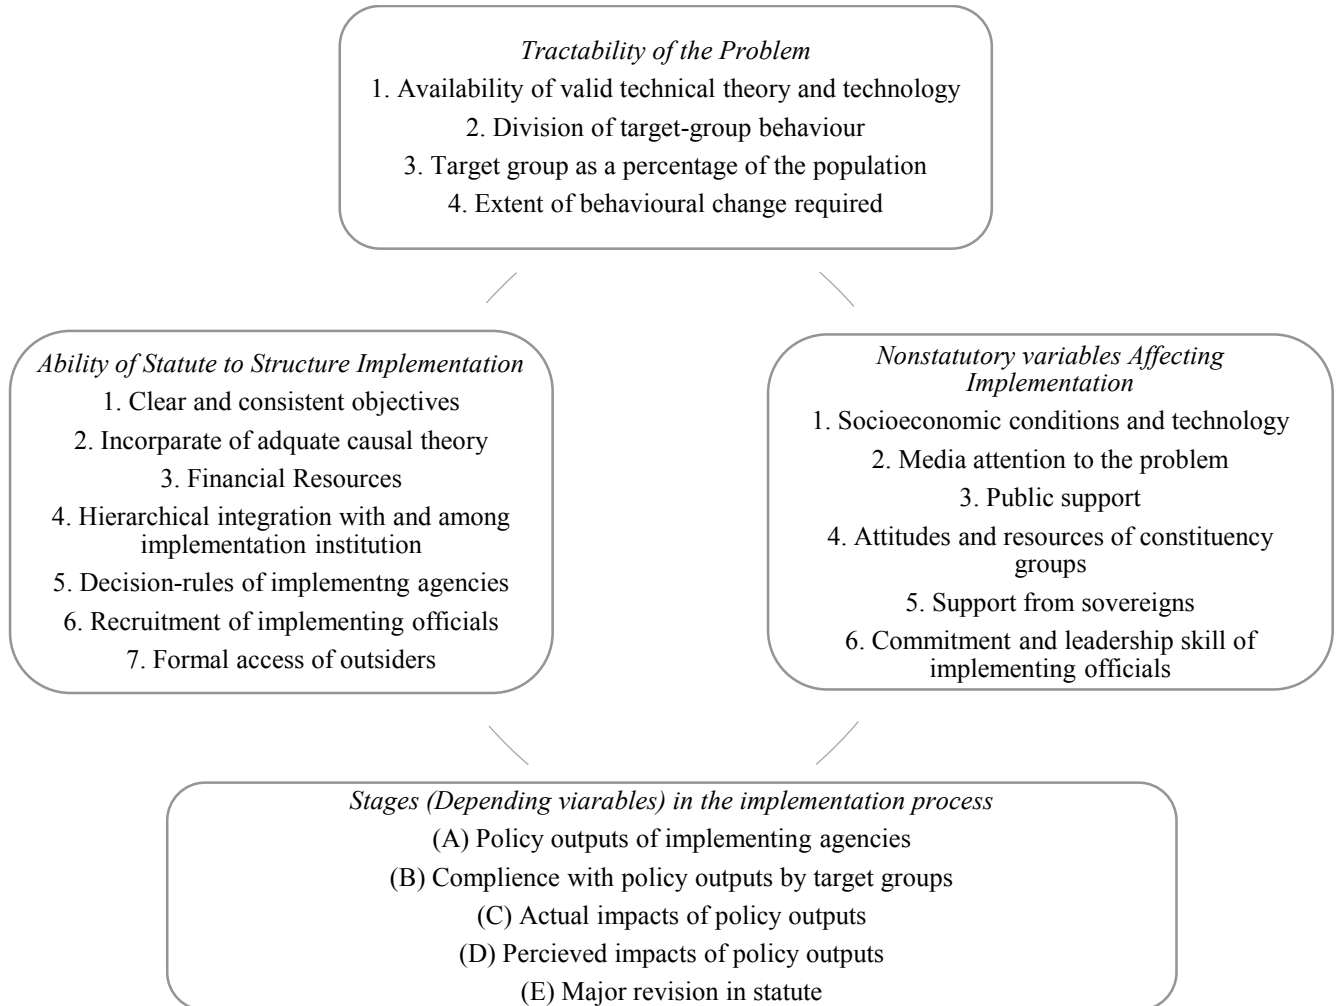 Tractability of the Problem
1. Availability of valid technical theory and technology
2. Division of target-group behaviour
3. Target group as a percentage of the population
4. Extent of behavioural change required
Ability of Statute to Structure Implementation
1. Clear and consistent objectives
2. Incorparate of adquate causal theory
3. Financial Resources
4. Hierarchical integration with and among
implementation institution
5. Decision-rules of implementng agencies
6. Recruitment of implementing officials
7. Formal access of outsiders
Nonstatutory variables Affecting
Implementation
1. Socioeconomic conditions and technology
2. Media attention to the problem
3. Public support
4. Attitudes and resources of constituency
groups
5. Support from sovereigns
6. Commitment and leadership skill of
implementing officials
Stages (Depending viarables) in the implementation process
(A) Policy outputs of implementing agencies
(B) Complience with policy outputs by target groups
(C) Actual impacts of policy outputs
(D) Percieved impacts of policy outputs
(E) Major revision in statute